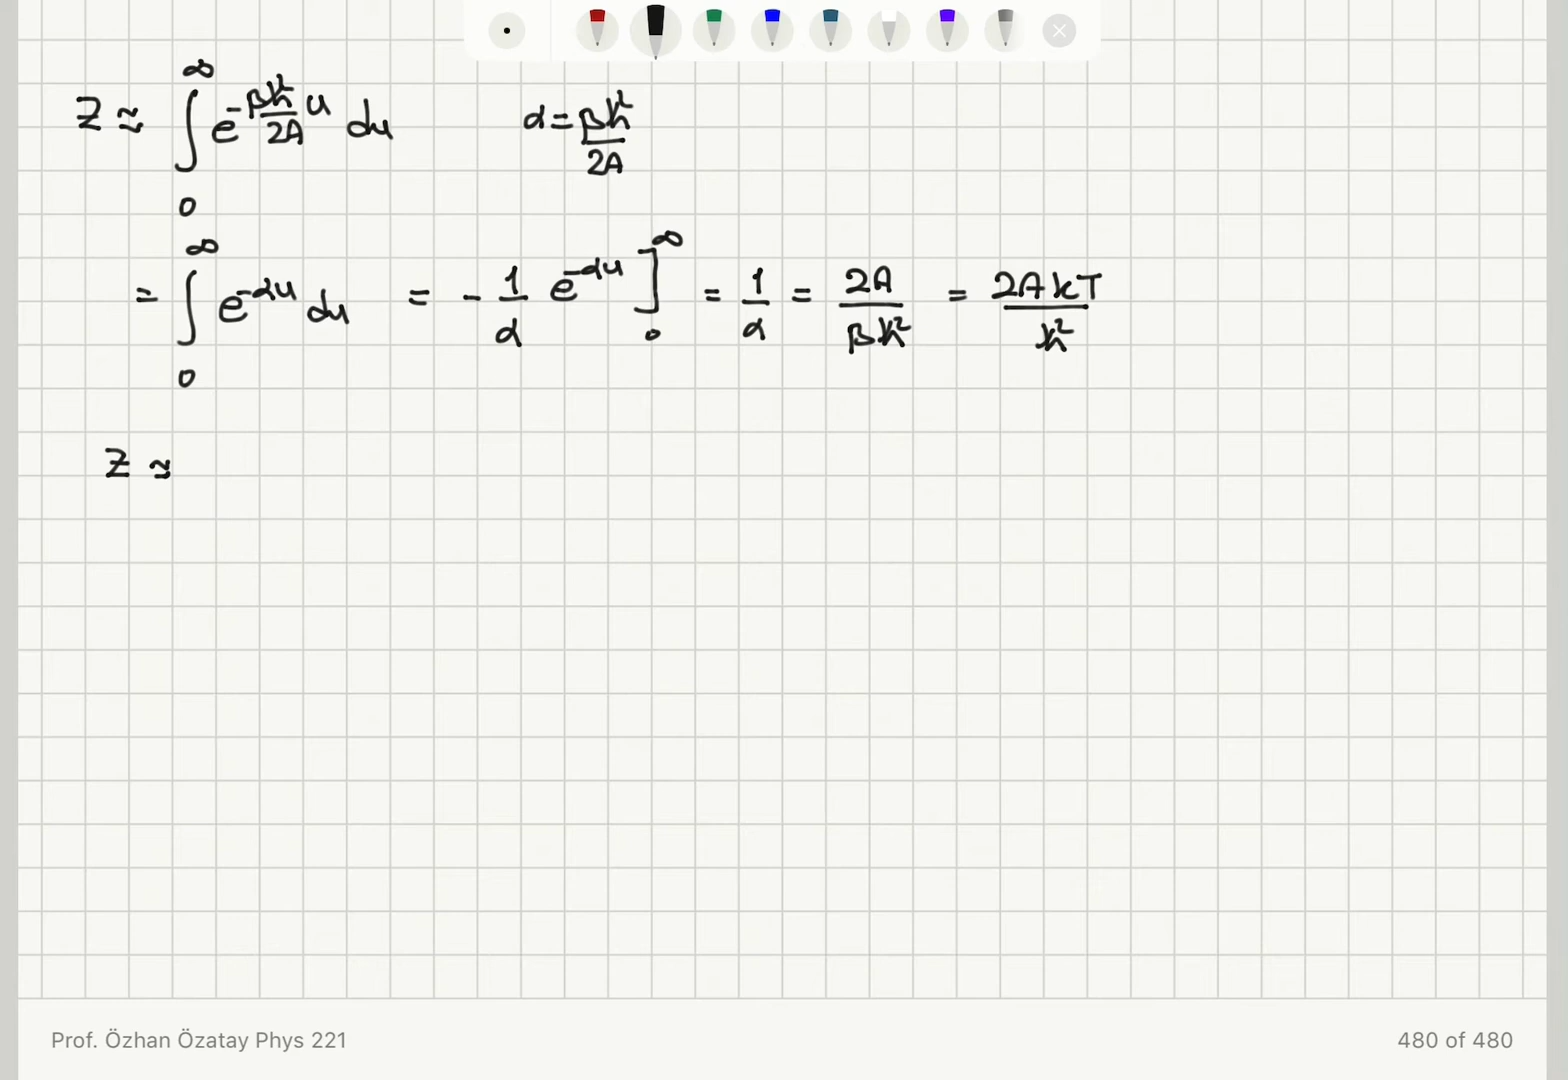 Z ≈ ∫₀^∞ e^(-βħ²/2A u) du    α = βħ²/2A
= ∫₀^∞ e^(-αu) du = -1/α e^(-αu) ]₀^∞ = 1/α = 2A/βħ² = 2AkT/ħ²
Z ≈
Prof. Özhan Özatay Phys 221
480 of 480